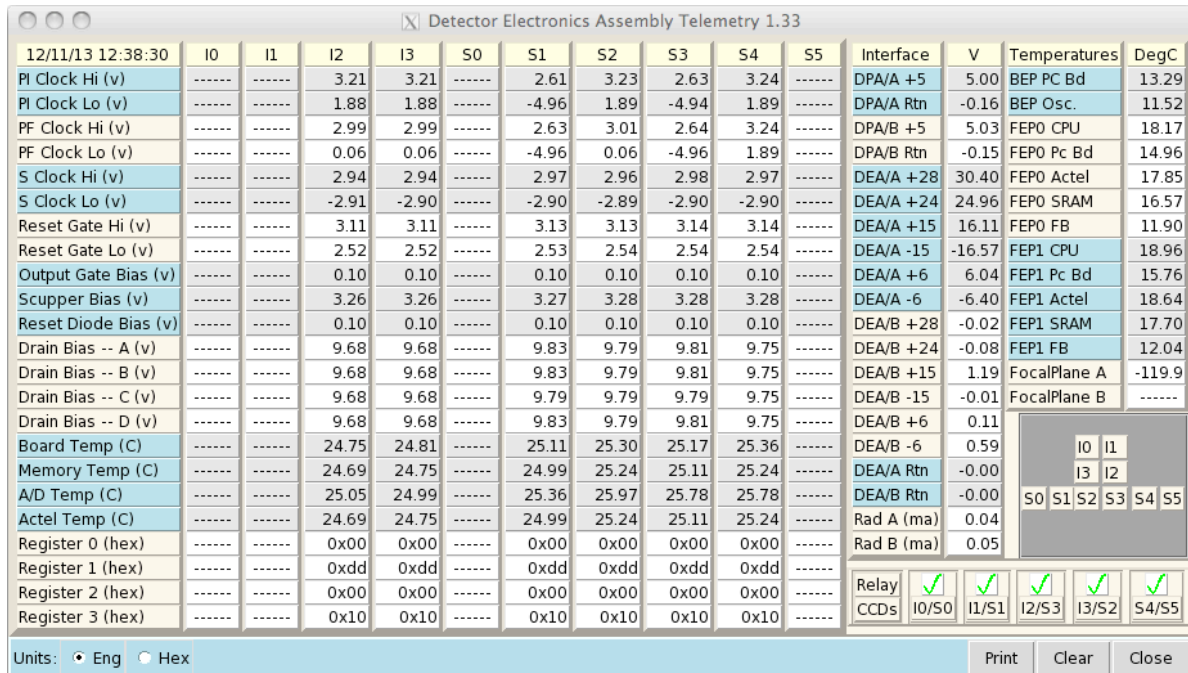 Detector Electronics Assembly Telemetry 1.33
12/11/13 12:38:30 I0 I1 I2 I3 S0 S1 S2 S3 S4 S5 Interface V Temperatures DegC
PI Clock Hi (v) ------ ------ 3.21 3.21 ------ 2.61 3.23 2.63 3.24 ------ DPA/A +5 5.00 BEP PC Bd 13.29
PI Clock Lo (v) ------ ------ 1.88 1.88 ------ -4.96 1.89 -4.94 1.89 ------ DPA/A Rtn -0.16 BEP Osc. 11.52
PF Clock Hi (v) ------ ------ 2.99 2.99 ------ 2.63 3.01 2.64 3.24 ------ DPA/B +5 5.03 FEP0 CPU 18.17
PF Clock Lo (v) ------ ------ 0.06 0.06 ------ -4.96 0.06 -4.96 1.89 ------ DPA/B Rtn -0.15 FEP0 Pc Bd 14.96
S Clock Hi (v) ------ ------ 2.94 2.94 ------ 2.97 2.96 2.98 2.97 ------ DEA/A +28 30.40 FEP0 Actel 17.85
S Clock Lo (v) ------ ------ -2.91 -2.90 ------ -2.90 -2.89 -2.90 -2.90 ------ DEA/A +24 24.96 FEP0 SRAM 16.57
Reset Gate Hi (v) ------ ------ 3.11 3.11 ------ 3.13 3.13 3.14 3.14 ------ DEA/A +15 16.11 FEP0 FB 11.90
Reset Gate Lo (v) ------ ------ 2.52 2.52 ------ 2.53 2.54 2.54 2.54 ------ DEA/A -15 -16.57 FEP1 CPU 18.96
Output Gate Bias (v) ------ ------ 0.10 0.10 ------ 0.10 0.10 0.10 0.10 ------ DEA/A +6 6.04 FEP1 Pc Bd 15.76
Scupper Bias (v) ------ ------ 3.26 3.26 ------ 3.27 3.28 3.28 3.28 ------ DEA/A -6 -6.40 FEP1 Actel 18.64
Reset Diode Bias (v) ------ ------ 0.10 0.10 ------ 0.10 0.10 0.10 0.10 ------ DEA/B +28 -0.02 FEP1 SRAM 17.70
Drain Bias -- A (v) ------ ------ 9.68 9.68 ------ 9.83 9.79 9.81 9.75 ------ DEA/B +24 -0.08 FEP1 FB 12.04
Drain Bias -- B (v) ------ ------ 9.68 9.68 ------ 9.83 9.79 9.81 9.75 ------ DEA/B +15 1.19 FocalPlane A -119.9
Drain Bias -- C (v) ------ ------ 9.68 9.68 ------ 9.79 9.79 9.79 9.75 ------ DEA/B -15 -0.01 FocalPlane B ------
Drain Bias -- D (v) ------ ------ 9.68 9.68 ------ 9.83 9.79 9.81 9.75 ------ DEA/B +6 0.11
Board Temp (C) ------ ------ 24.75 24.81 ------ 25.11 25.30 25.17 25.36 ------ DEA/B -6 0.59 I0 I1
Memory Temp (C) ------ ------ 24.69 24.75 ------ 24.99 25.24 25.11 25.24 ------ DEA/A Rtn -0.00 I3 I2
A/D Temp (C) ------ ------ 25.05 24.99 ------ 25.36 25.97 25.78 25.78 ------ DEA/B Rtn -0.00 S0 S1 S2 S3 S4 S5
Actel Temp (C) ------ ------ 24.69 24.75 ------ 24.99 25.24 25.11 25.24 ------ Rad A (ma) 0.04
Register 0 (hex) ------ ------ 0x00 0x00 ------ 0x00 0x00 0x00 0x00 ------ Rad B (ma) 0.05
Register 1 (hex) ------ ------ 0xdd 0xdd ------ 0xdd 0xdd 0xdd 0xdd ------
Register 2 (hex) ------ ------ 0x00 0x00 ------ 0x00 0x00 0x00 0x00 ------ Relay
Register 3 (hex) ------ ------ 0x10 0x10 ------ 0x10 0x10 0x10 0x10 ------ CCDs I0/S0 I1/S1 I2/S3 I3/S2 S4/S5
Units: Eng Hex Print Clear Close